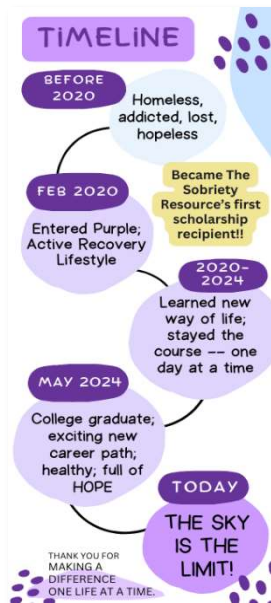 TIMELINE
BEFORE
2020
Homeless,
addicted, lost,
hopeless
FEB 2020
Became The
Sobriety
Resource's first
scholarship
recipient!!
Entered Purple;
Active Recovery
Lifestyle
2020-
2024
Learned new
way of life;
stayed the
course -- one
day at a time
MAY 2024
College graduate;
exciting new
career path;
healthy; full of
HOPE
TODAY
THE SKY
IS THE
LIMIT!
THANK YOU FOR
MAKING A
DIFFERENCE
ONE LIFE AT A TIME.